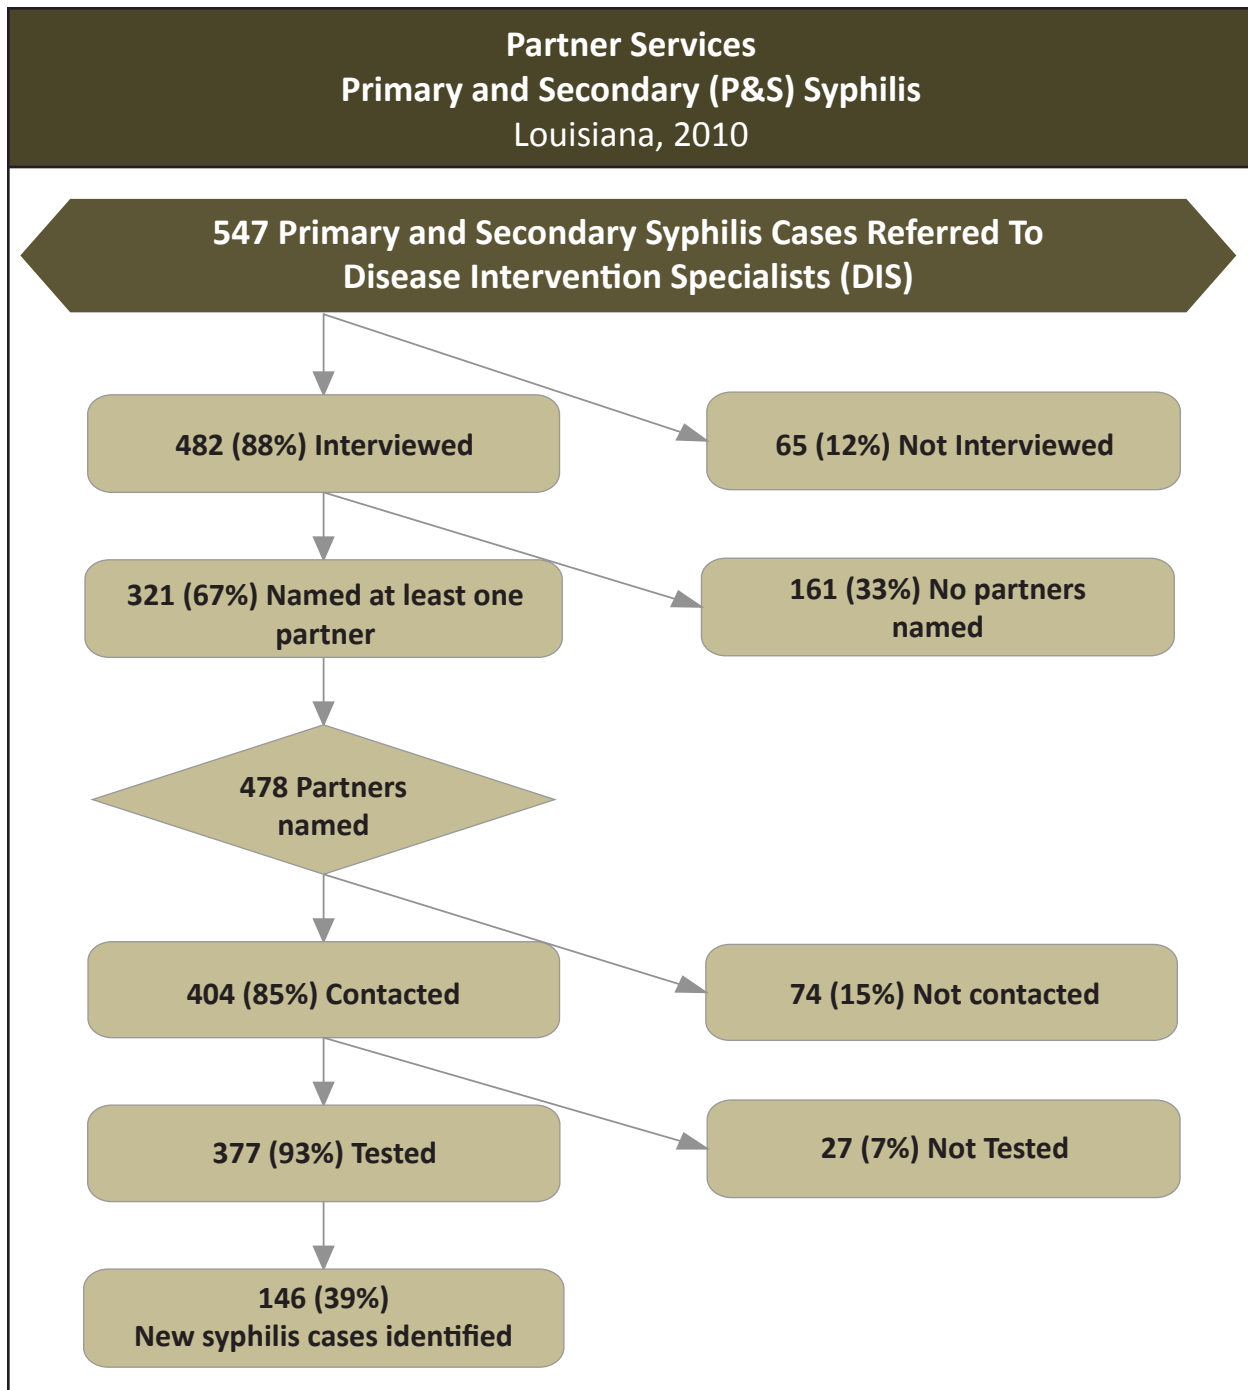 Partner Services
Primary and Secondary (P&S) Syphilis
Louisiana, 2010
547 Primary and Secondary Syphilis Cases Referred To
Disease Intervention Specialists (DIS)
482 (88%) Interviewed
65 (12%) Not Interviewed
321 (67%) Named at least one
partner
161 (33%) No partners
named
478 Partners
named
404 (85%) Contacted
74 (15%) Not contacted
377 (93%) Tested
27 (7%) Not Tested
146 (39%)
New syphilis cases identified